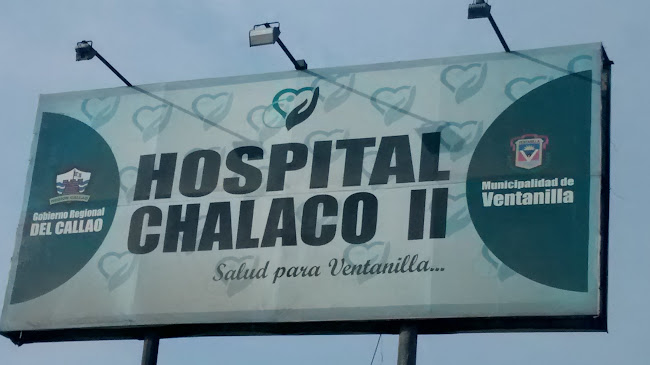 HOSPITAL
CHALACO II
Salud para Ventanilla...
Gobierno Regional
DEL CALLAO
Municipalidad de
Ventanilla